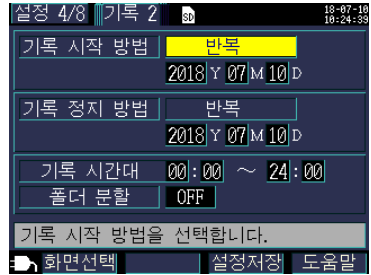 설정 4/8 기록 2 SD 18-07-10
10:24:39
기록 시작 방법 반복
2018 Y 07 M 10 D
기록 정지 방법 반복
2018 Y 07 M 10 D
기록 시간대 00:00 ~ 24:00
폴더 분할 OFF
기록 시작 방법을 선택합니다.
화면선택 설정저장 도움말